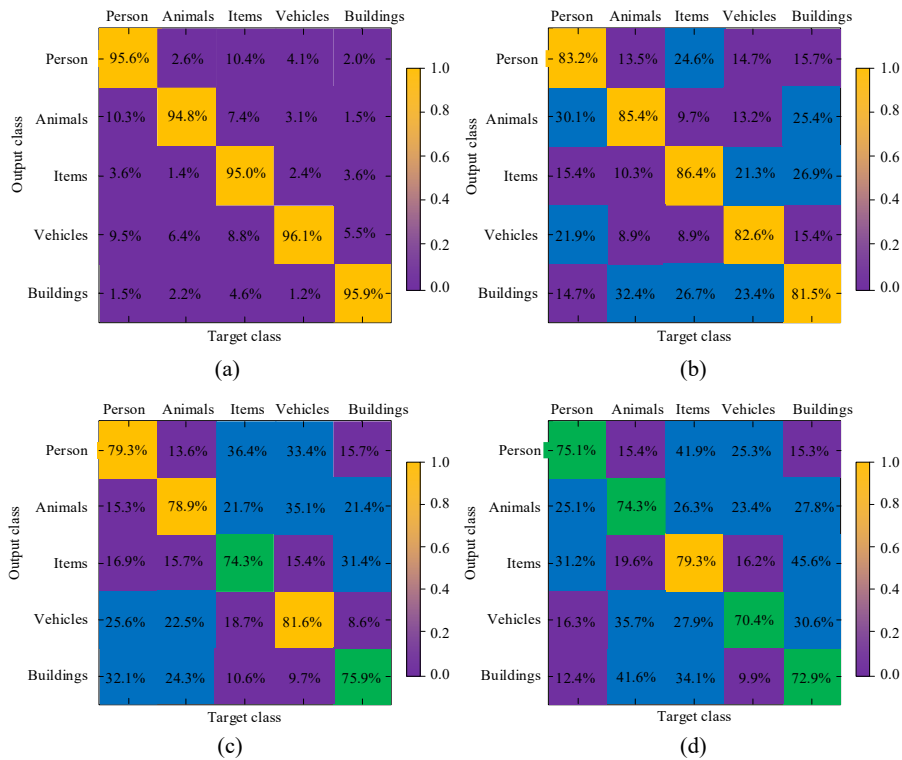 Person Animals Items Vehicles Buildings
Person 95.6% 2.6% 10.4% 4.1% 2.0%
Animals 10.3% 94.8% 7.4% 3.1% 1.5%
Items 3.6% 1.4% 95.0% 2.4% 3.6%
Vehicles 9.5% 6.4% 8.8% 96.1% 5.5%
Buildings 1.5% 2.2% 4.6% 1.2% 95.9%
Output class
Target class
1.0
0.8
0.6
0.4
0.2
0.0
(a)
Person Animals Items Vehicles Buildings
Person 83.2% 13.5% 24.6% 14.7% 15.7%
Animals 30.1% 85.4% 9.7% 13.2% 25.4%
Items 15.4% 10.3% 86.4% 21.3% 26.9%
Vehicles 21.9% 8.9% 8.9% 82.6% 15.4%
Buildings 14.7% 32.4% 26.7% 23.4% 81.5%
Output class
Target class
1.0
0.8
0.6
0.4
0.2
0.0
(b)
Person Animals Items Vehicles Buildings
Person 79.3% 13.6% 36.4% 33.4% 15.7%
Animals 15.3% 78.9% 21.7% 35.1% 21.4%
Items 16.9% 15.7% 74.3% 15.4% 31.4%
Vehicles 25.6% 22.5% 18.7% 81.6% 8.6%
Buildings 32.1% 24.3% 10.6% 9.7% 75.9%
Output class
Target class
1.0
0.8
0.6
0.4
0.2
0.0
(c)
Person Animals Items Vehicles Buildings
Person 75.1% 15.4% 41.9% 25.3% 15.3%
Animals 25.1% 74.3% 26.3% 23.4% 27.8%
Items 31.2% 19.6% 79.3% 16.2% 45.6%
Vehicles 16.3% 35.7% 27.9% 70.4% 30.6%
Buildings 12.4% 41.6% 34.1% 9.9% 72.9%
Output class
Target class
1.0
0.8
0.6
0.4
0.2
0.0
(d)